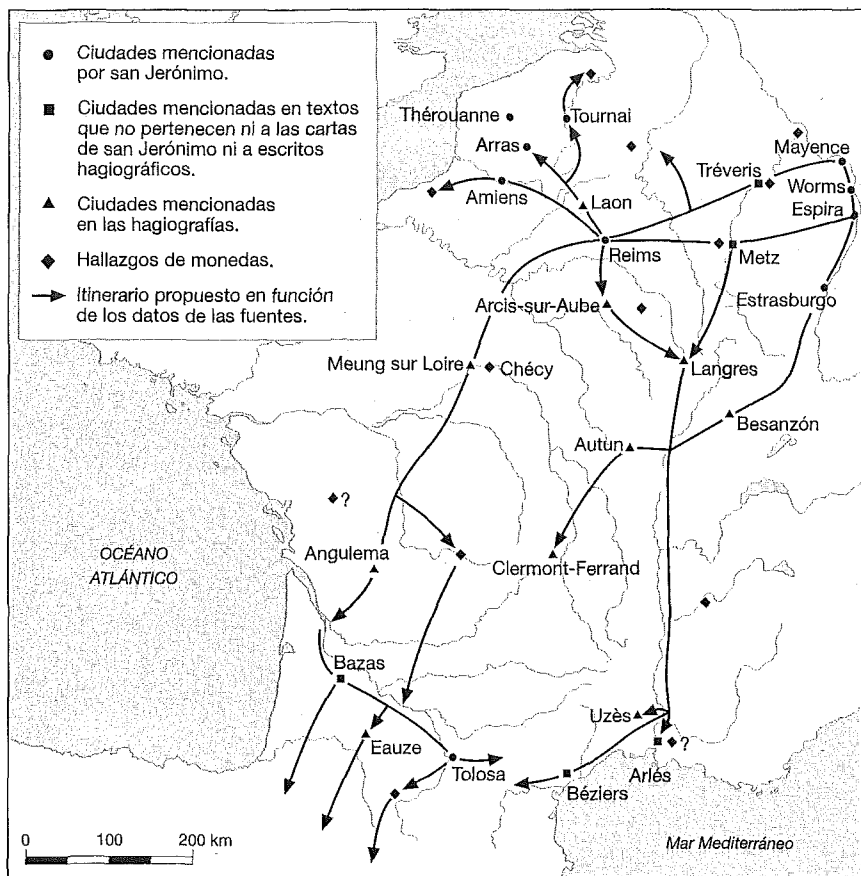 Ciudades mencionadas
por san Jerónimo.
Ciudades mencionadas en textos
que no pertenecen ni a las cartas
de san Jerónimo ni a escritos
hagiográficos.
Ciudades mencionadas
en las hagiografías.
Hallazgos de monedas.
Itinerario propuesto en función
de los datos de las fuentes.
Thérouanne
Tournai
Arras
Mayence
Tréveris
Worms
Amiens
Laon
Espira
Reims
Metz
Arcis-sur-Aube
Estrasburgo
Meung sur Loire
Chécy
Langres
Besanzón
Autun
?
OCÉANO
ATLÁNTICO
Angulema
Clermont-Ferrand
Bazas
Uzès
Eauze
?
Tolosa
Arlés
Béziers
0 100 200 km
Mar Mediterráneo